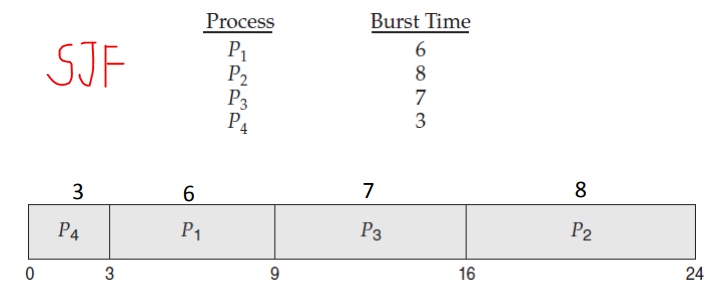 Process Burst Time
SJF
P1 6
P2 8
P3 7
P4 3
3 6 7 8
P4 P1 P3 P2
0 3 9 16 24